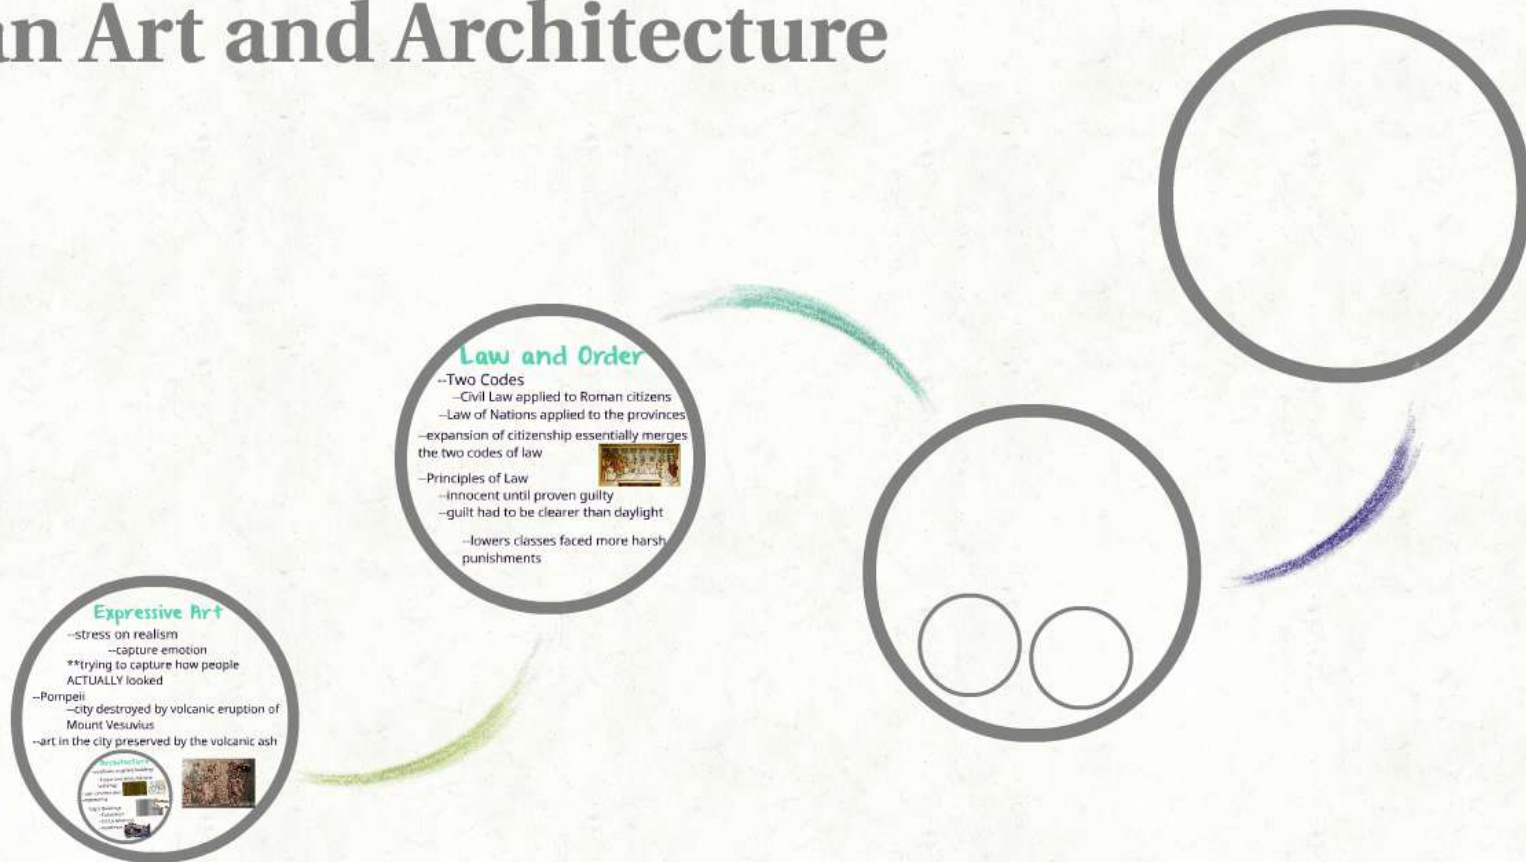 an Art and Architecture
Law and Order
--Two Codes
--Civil Law applied to Roman citizens
--Law of Nations applied to the provinces
--expansion of citizenship essentially merges
the two codes of law
--Principles of Law
--innocent until proven guilty
--guilt had to be clearer than daylight
--lowers classes faced more harsh
punishments
Expressive Art
--stress on realism
--capture emotion
**trying to capture how people
ACTUALLY looked
--Pompeii
--city destroyed by volcanic eruption of
Mount Vesuvius
--art in the city preserved by the volcanic ash
Architecture